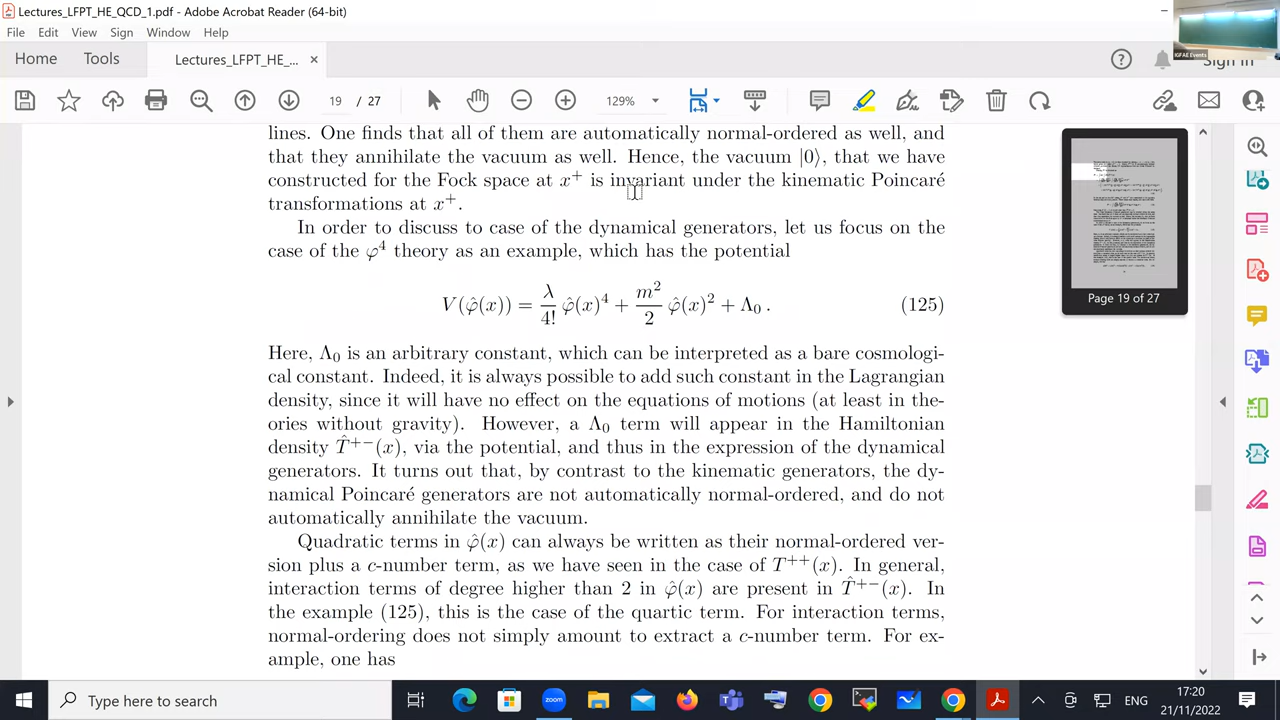 Lectures_LFPT_HE_QCD_1.pdf - Adobe Acrobat Reader (64-bit)
File Edit View Sign Window Help
IGFAE Events
Home Tools Lectures_LFPT_HE_... × Sign In
19 / 27 129%
lines. One finds that all of them are automatically normal-ordered as well, and
that they annihilate the vacuum as well. Hence, the vacuum |0⟩, that we have
constructed for the Fock space at x⁺ is invariant under the kinematic Poincaré
transformations at x⁺.
In order to discuss to case of the dynamical generators, let us focus on the
case of the φ⁴ theory as an example, which has the potential
V(φ̂(x)) = λ/4! φ̂(x)⁴ + m²/2 φ̂(x)² + Λ₀ . (125)
Here, Λ₀ is an arbitrary constant, which can be interpreted as a bare cosmologi-
cal constant. Indeed, it is always possible to add such constant in the Lagrangian
density, since it will have no effect on the equations of motions (at least in the-
ories without gravity). However, a Λ₀ term will appear in the Hamiltonian
density T̂⁺⁻(x), via the potential, and thus in the expression of the dynamical
generators. It turns out that, by contrast to the kinematic generators, the dy-
namical Poincaré generators are not automatically normal-ordered, and do not
automatically annihilate the vacuum.
Quadratic terms in φ̂(x) can always be written as their normal-ordered ver-
sion plus a c-number term, as we have seen in the case of T⁺⁺(x). In general,
interaction terms of degree higher than 2 in φ̂(x) are present in T̂⁺⁻(x). In
the example (125), this is the case of the quartic term. For interaction terms,
normal-ordering does not simply amount to extract a c-number term. For ex-
ample, one has
Page 19 of 27
Type here to search
zoom
ENG
17:20
21/11/2022